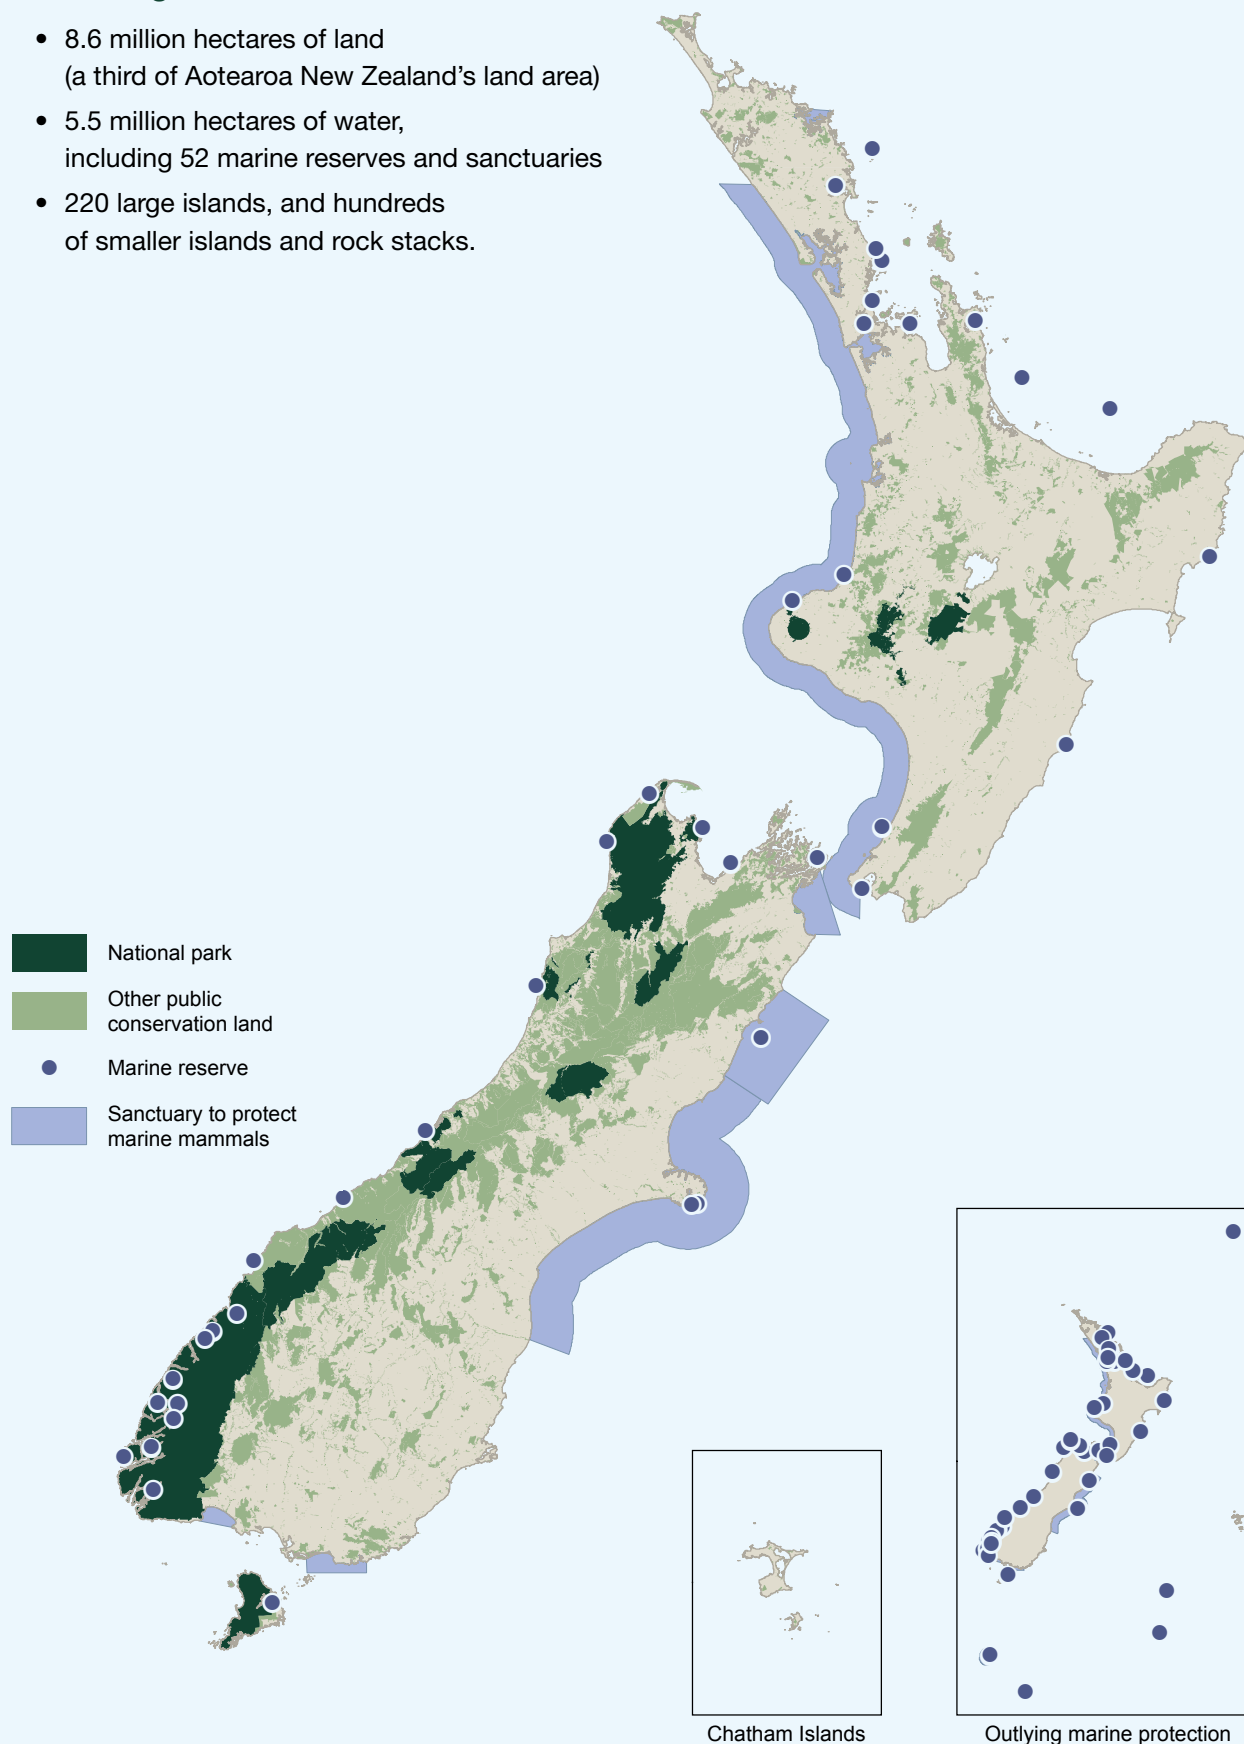 • 8.6 million hectares of land
(a third of Aotearoa New Zealand’s land area)
• 5.5 million hectares of water,
including 52 marine reserves and sanctuaries
• 220 large islands, and hundreds
of smaller islands and rock stacks.
National park
Other public
conservation land
Marine reserve
Sanctuary to protect
marine mammals
Chatham Islands
Outlying marine protection